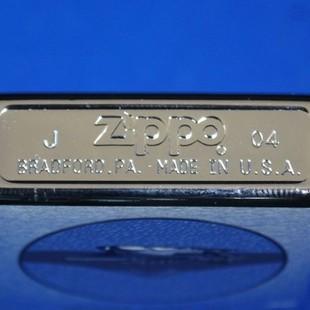 J Zippo® 04
BRADFORD.PA. MADE IN U.S.A.